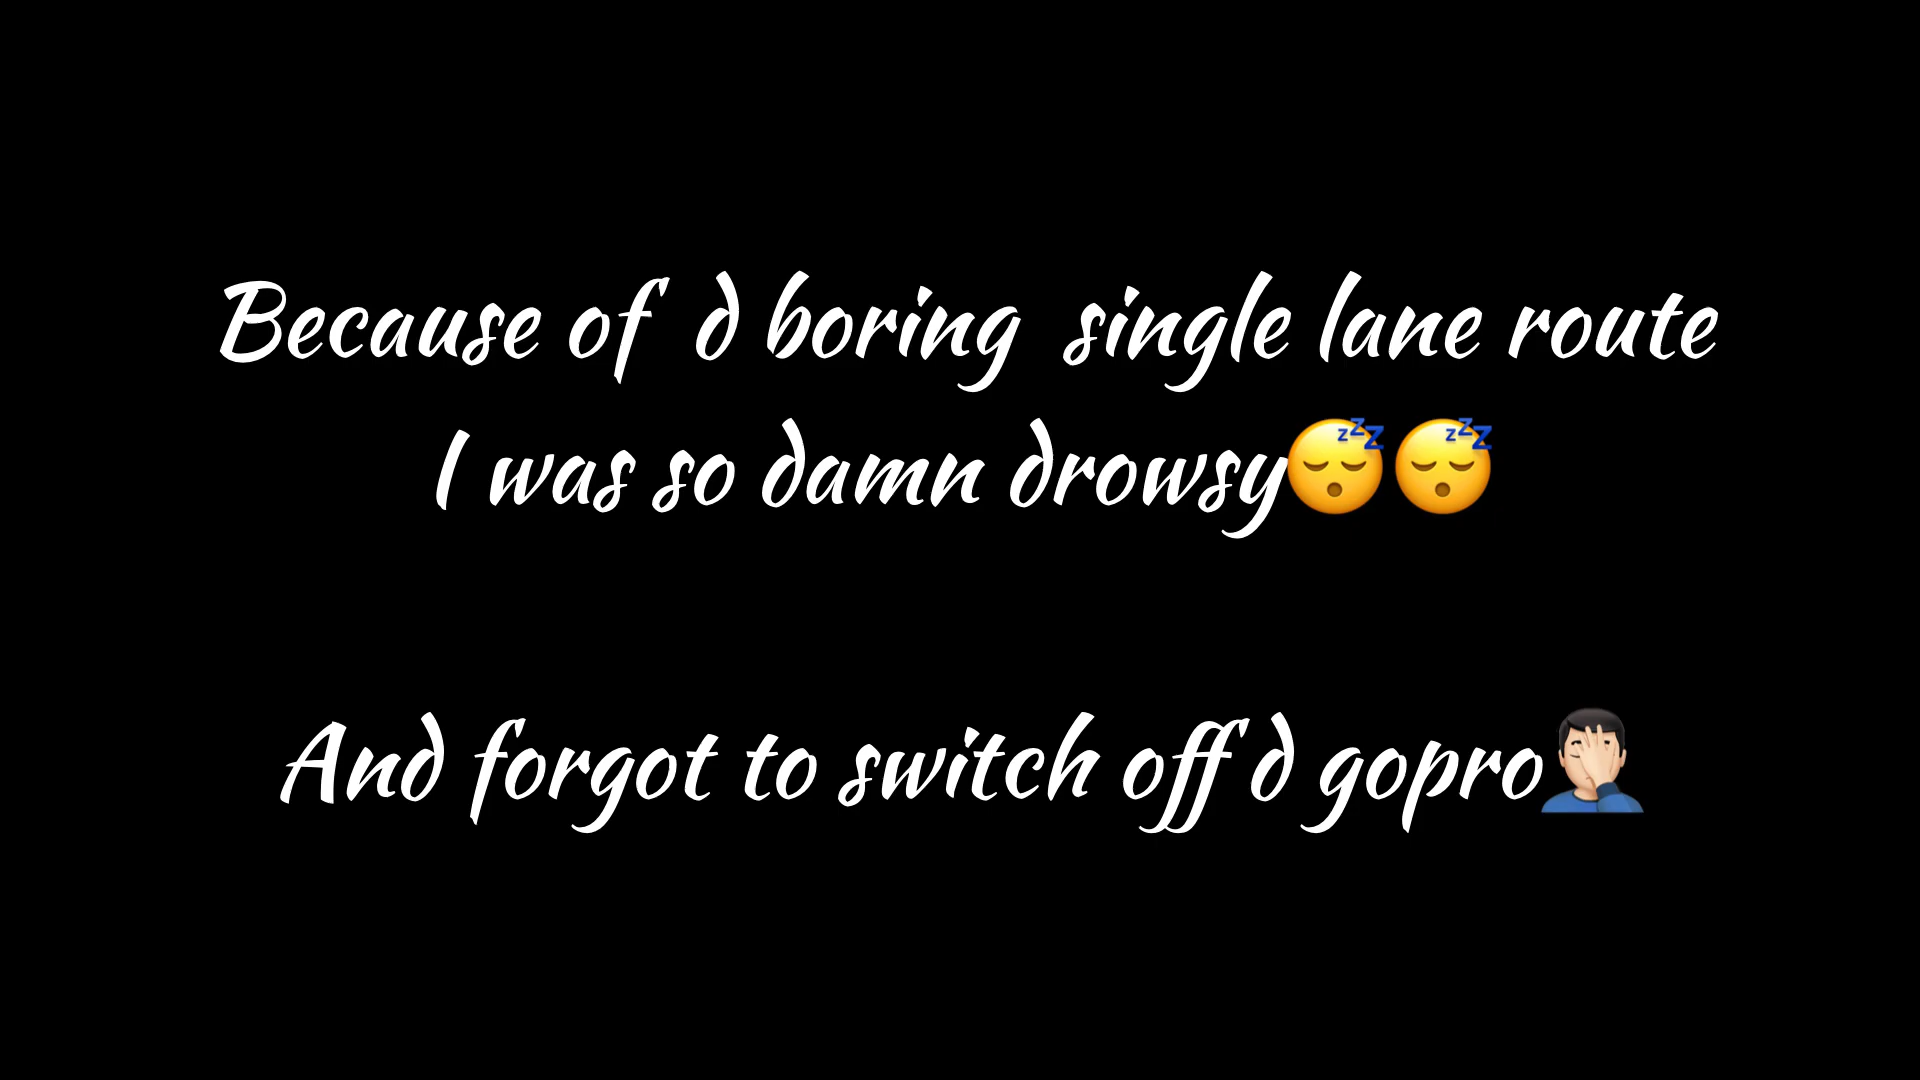 Because of d boring single lane route
I was so damn drowsy😴😴
And forgot to switch off d gopro🤦🏻‍♂️